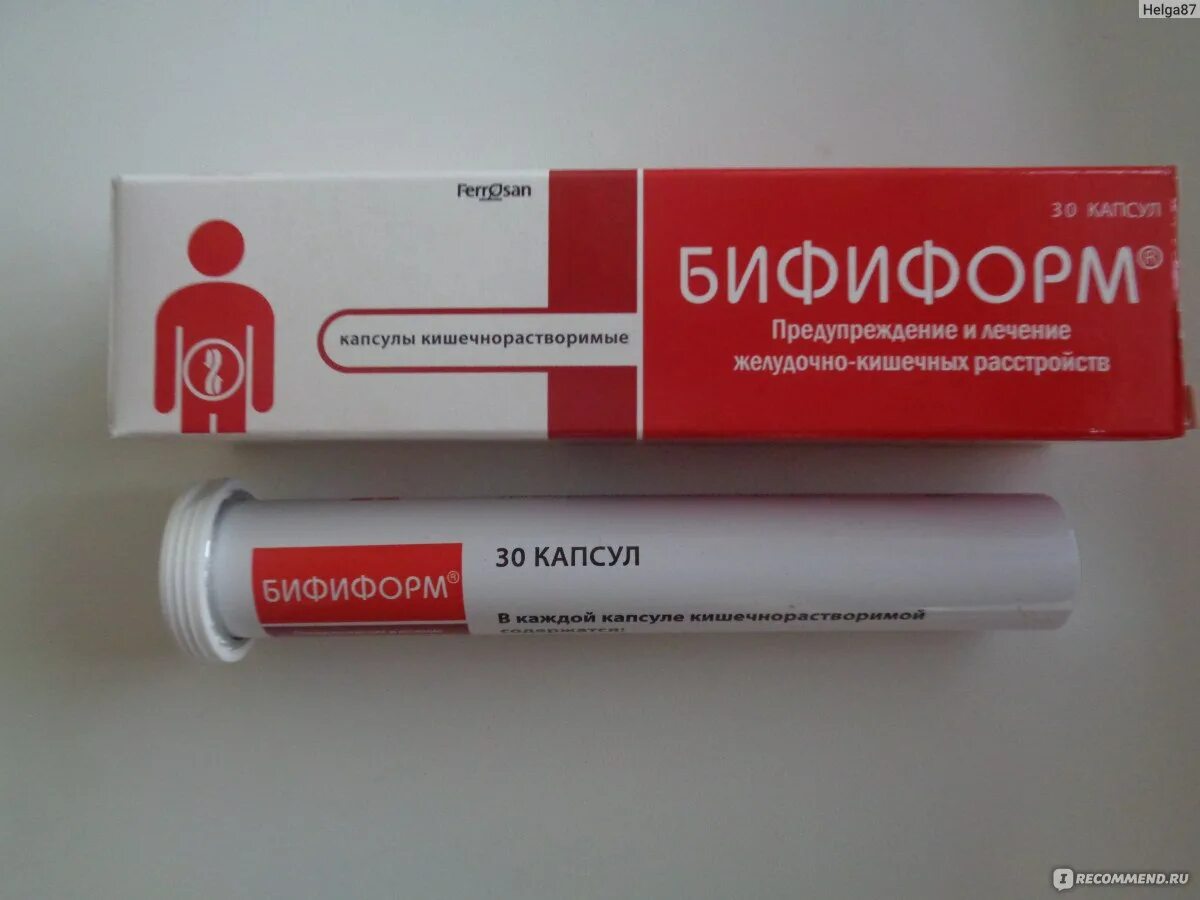 Helga87
Ferrosan
30 КАПСУЛ
БИФИФОРМ®
капсулы кишечнорастворимые
Предупреждение и лечение
желудочно-кишечных расстройств
30 КАПСУЛ
БИФИФОРМ®
В каждой капсуле кишечнорастворимой
содержатся:
IRECOMMEND.RU